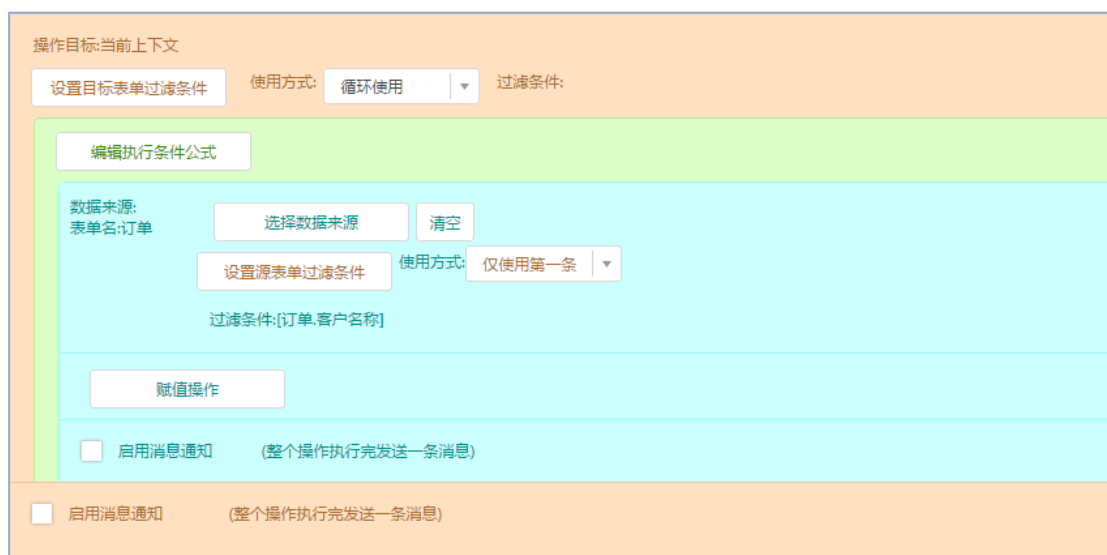 操作目标:当前上下文
设置目标表单过滤条件 使用方式: 循环使用 过滤条件:
编辑执行条件公式
数据来源:
表单名:订单 选择数据来源 清空
设置源表单过滤条件 使用方式: 仅使用第一条
过滤条件:[订单.客户名称]
赋值操作
启用消息通知 (整个操作执行完发送一条消息)
启用消息通知 (整个操作执行完发送一条消息)